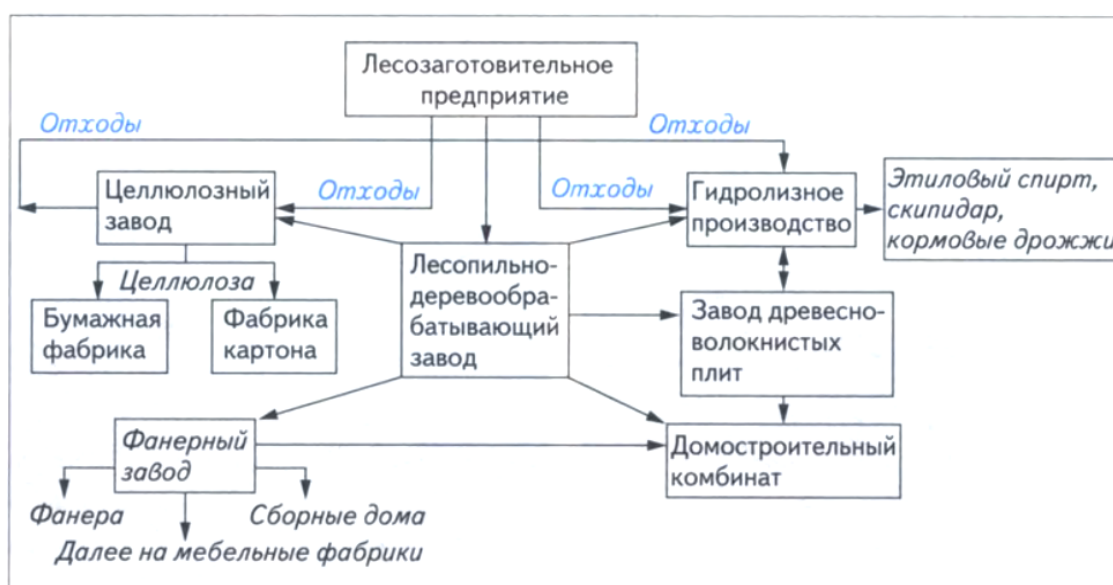 Лесозаготовительное
предприятие
Отходы
Отходы
Целлюлозный
завод
Отходы
Отходы
Гидролизное
производство
Этиловый спирт,
скипидар,
кормовые дрожжи
Целлюлоза
Бумажная
фабрика
Фабрика
картона
Лесопильно-
деревообра-
батывающий
завод
Завод древесно-
волокнистых
плит
Фанерный
завод
Домостроительный
комбинат
Фанера
Сборные дома
Далее на мебельные фабрики